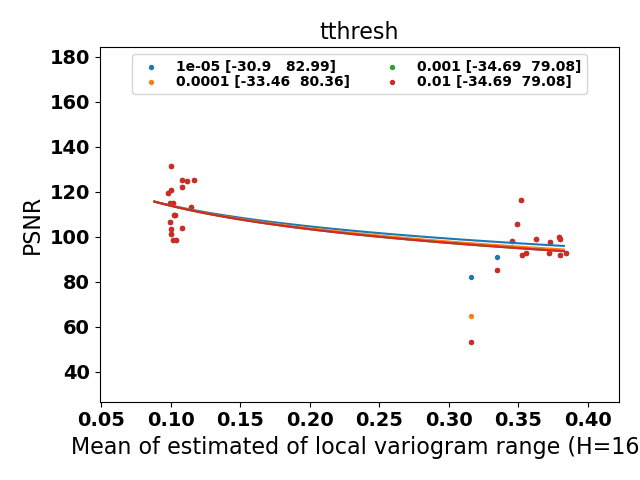 tthresh
1e-05 [-30.9 82.99]
0.0001 [-33.46 80.36]
0.001 [-34.69 79.08]
0.01 [-34.69 79.08]
PSNR
180
160
140
120
100
80
60
40
0.05 0.10 0.15 0.20 0.25 0.30 0.35 0.40
Mean of estimated of local variogram range (H=16